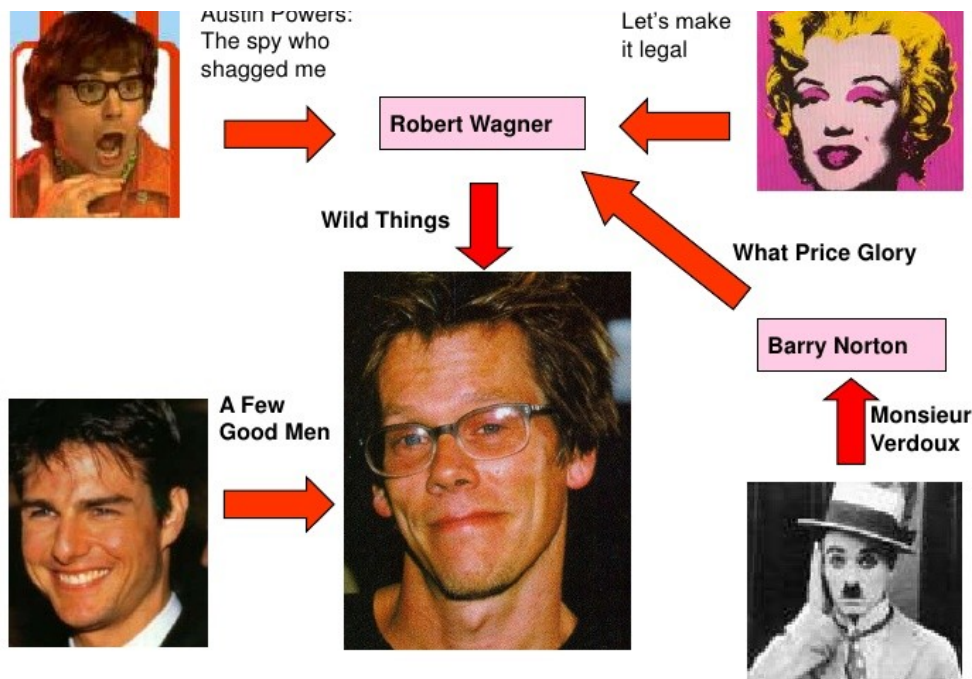 Austin Powers:
The spy who
shagged me
Let's make
it legal
Robert Wagner
Wild Things
What Price Glory
Barry Norton
A Few
Good Men
Monsieur
Verdoux